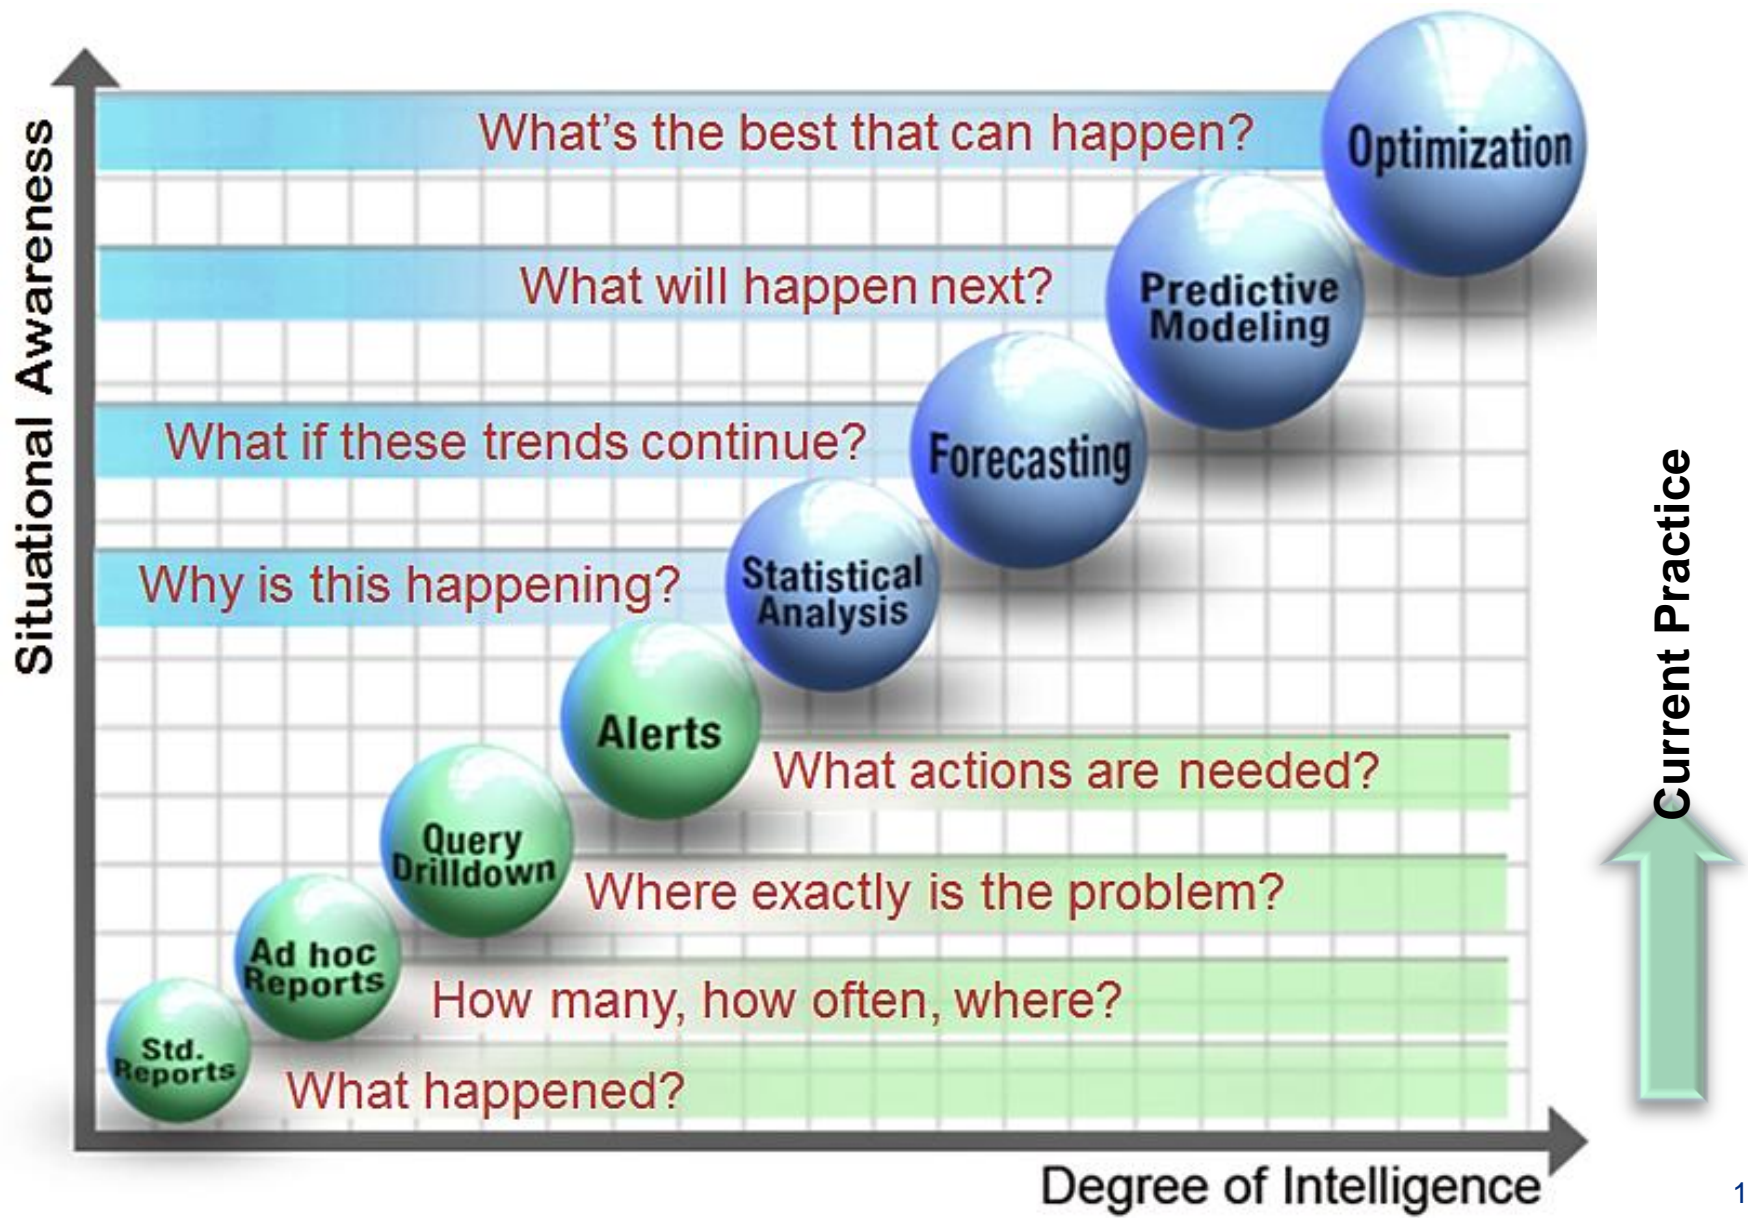 What's the best that can happen?
Optimization
What will happen next?
Predictive
Modeling
What if these trends continue?
Forecasting
Why is this happening?
Statistical
Analysis
Alerts
What actions are needed?
Query
Drilldown
Where exactly is the problem?
Ad hoc
Reports
How many, how often, where?
Std.
Reports
What happened?
Situational Awareness
Degree of Intelligence
Current Practice
1